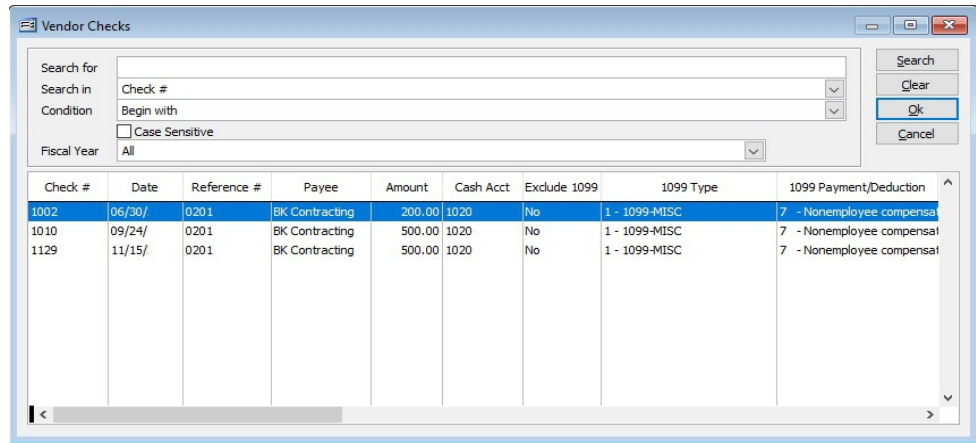 Vendor Checks
Search for
Search
Search in Check #
Clear
Condition Begin with
Ok
Case Sensitive
Cancel
Fiscal Year All
Check # Date Reference # Payee Amount Cash Acct Exclude 1099 1099 Type 1099 Payment/Deduction
1002 06/30/ 0201 BK Contracting 200.00 1020 No 1 - 1099-MISC 7 - Nonemployee compensat
1010 09/24/ 0201 BK Contracting 500.00 1020 No 1 - 1099-MISC 7 - Nonemployee compensat
1129 11/15/ 0201 BK Contracting 500.00 1020 No 1 - 1099-MISC 7 - Nonemployee compensat